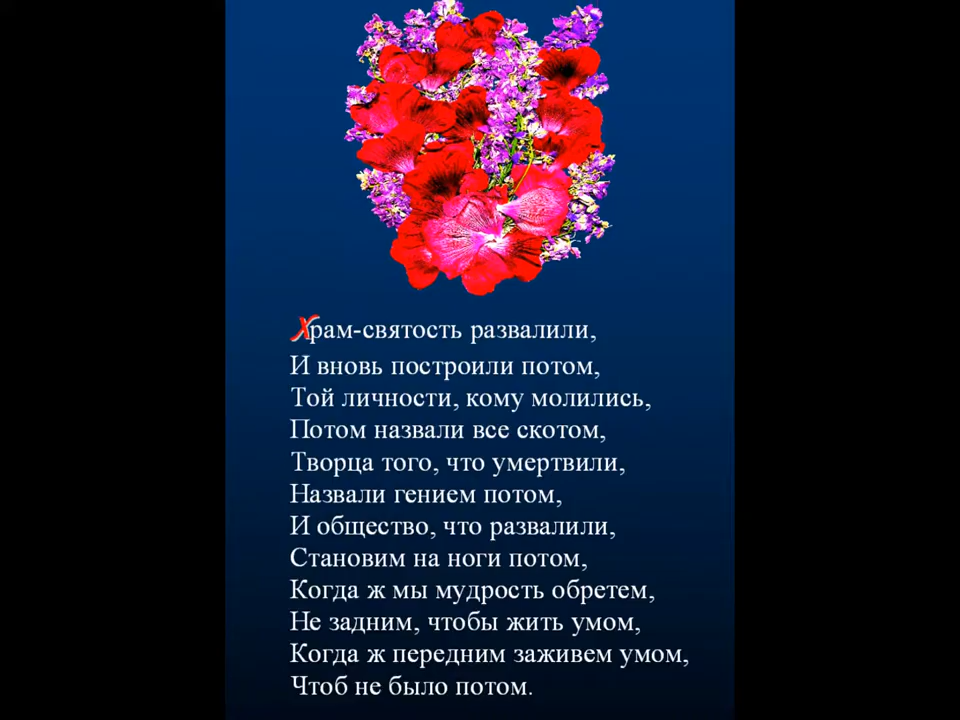 Храм-святость развалили,
И вновь построили потом,
Той личности, кому молились,
Потом назвали все скотом,
Творца того, что умертвили,
Назвали гением потом,
И общество, что развалили,
Становим на ноги потом,
Когда ж мы мудрость обретем,
Не задним, чтобы жить умом,
Когда ж передним заживем умом,
Чтоб не было потом.